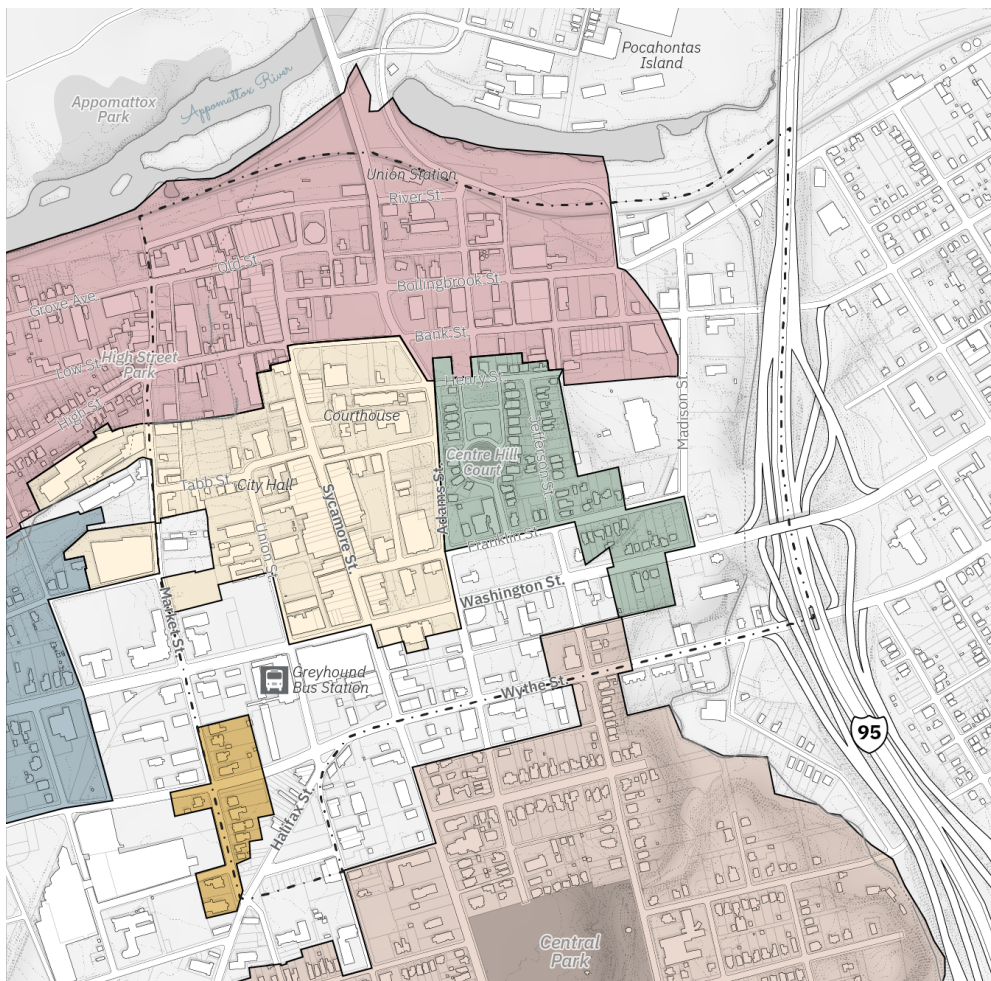 Pocahontas
Island
Appomattox
Park
Appomattox River
Union Station
River St.
Old St.
Grove Ave
Bollingbrook St.
Bank St.
High Street
Park
Low St.
High St.
Henry St.
Madison St.
Courthouse
Jefferson St.
Centre Hill
Court
Tabb St.
City Hall
Adams St.
Sycamore St.
Union St.
Franklin St.
Washington St.
Market St.
Greyhound
Bus Station
Wythe St.
95
Halifax St.
Central
Park